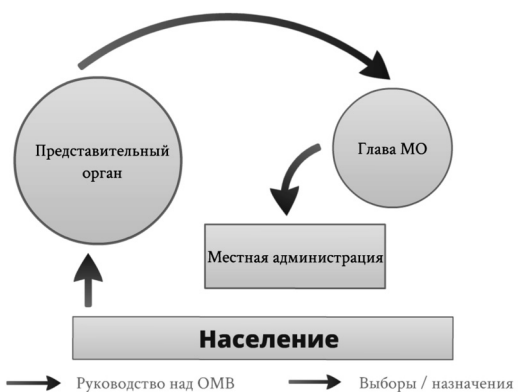 Представительный
орган
Глава МО
Местная администрация
Население
Руководство над ОМВ
Выборы / назначения